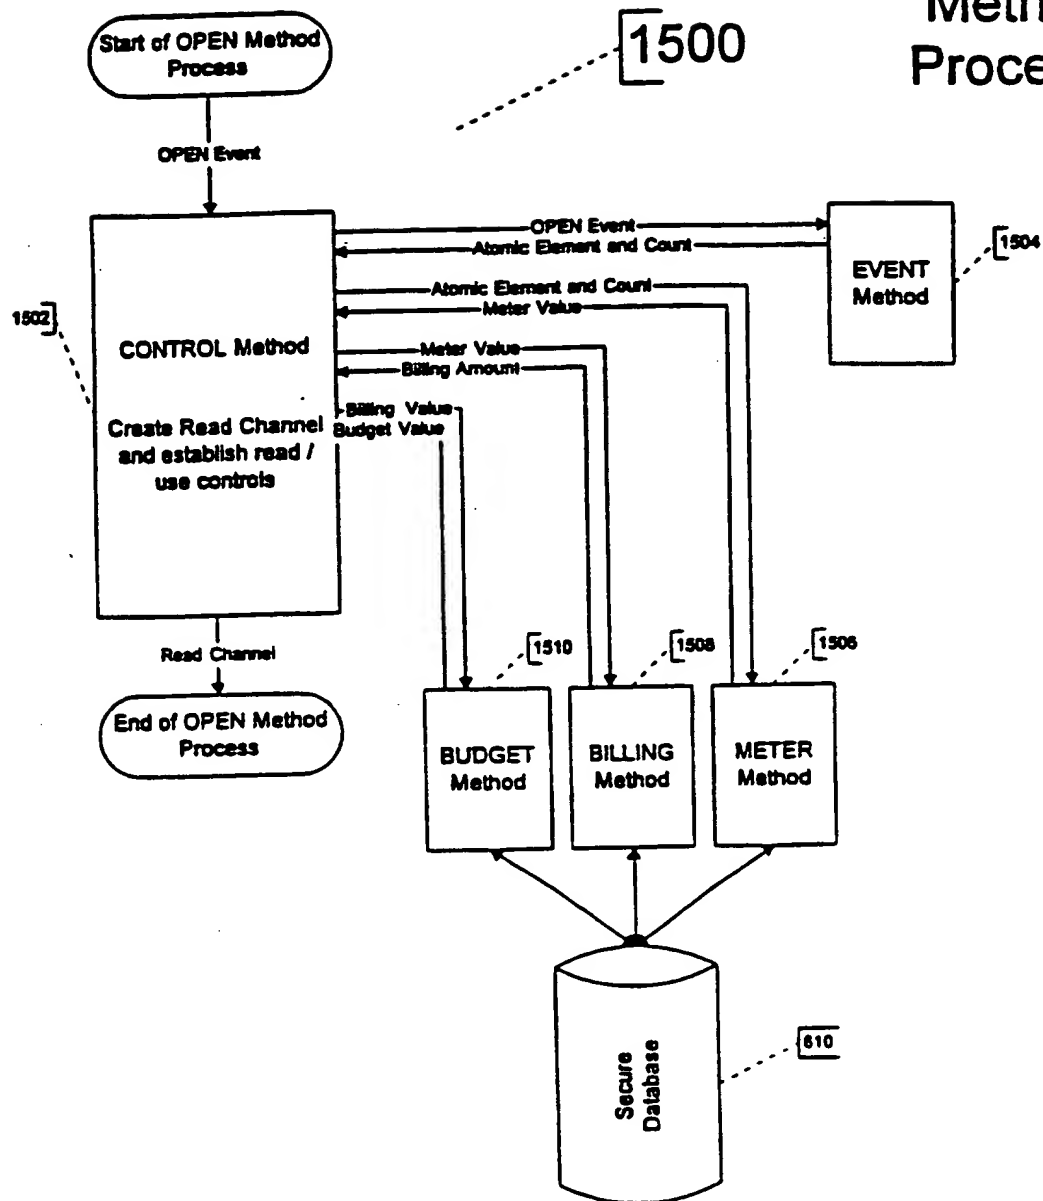 Start of OPEN Method
Process
1500
OPEN Event
OPEN Event
Atomic Element and Count
EVENT
Method
1504
1502
Atomic Element and Count
Meter Value
CONTROL Method
Create Read Channel
and establish read /
use controls
Meter Value
Billing Amount
Billing Value
Budget Value
Read Channel
End of OPEN Method
Process
1510
1508
1506
BUDGET
Method
BILLING
Method
METER
Method
Secure
Database
610